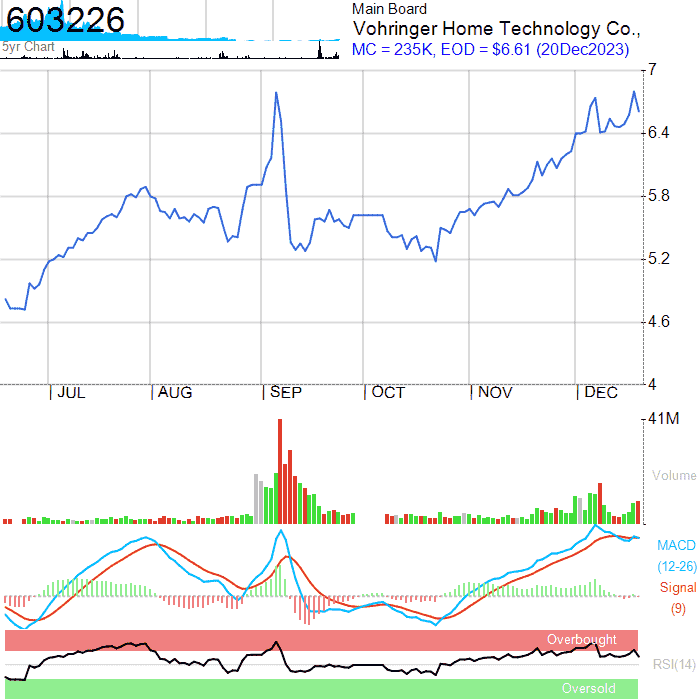 603226
5yr Chart
Main Board
Vohringer Home Technology Co.,
MC = 235K, EOD = $6.61 (20Dec2023)
7
6.4
5.8
5.2
4.6
4
JUL AUG SEP OCT NOV DEC
41M
Volume
MACD
(12-26)
Signal
(9)
Overbought
RSI(14)
Oversold